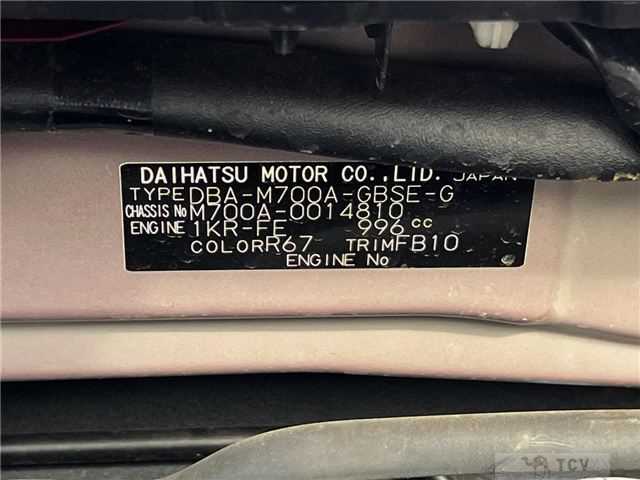 DAIHATSU MOTOR CO.,LTD. JAPAN
TYPE DBA-M700A-GBSE-G
CHASSIS No M700A-0014810
ENGINE 1KR-FE 996 cc
COLOR R67 TRIM FB10
ENGINE No
TCV